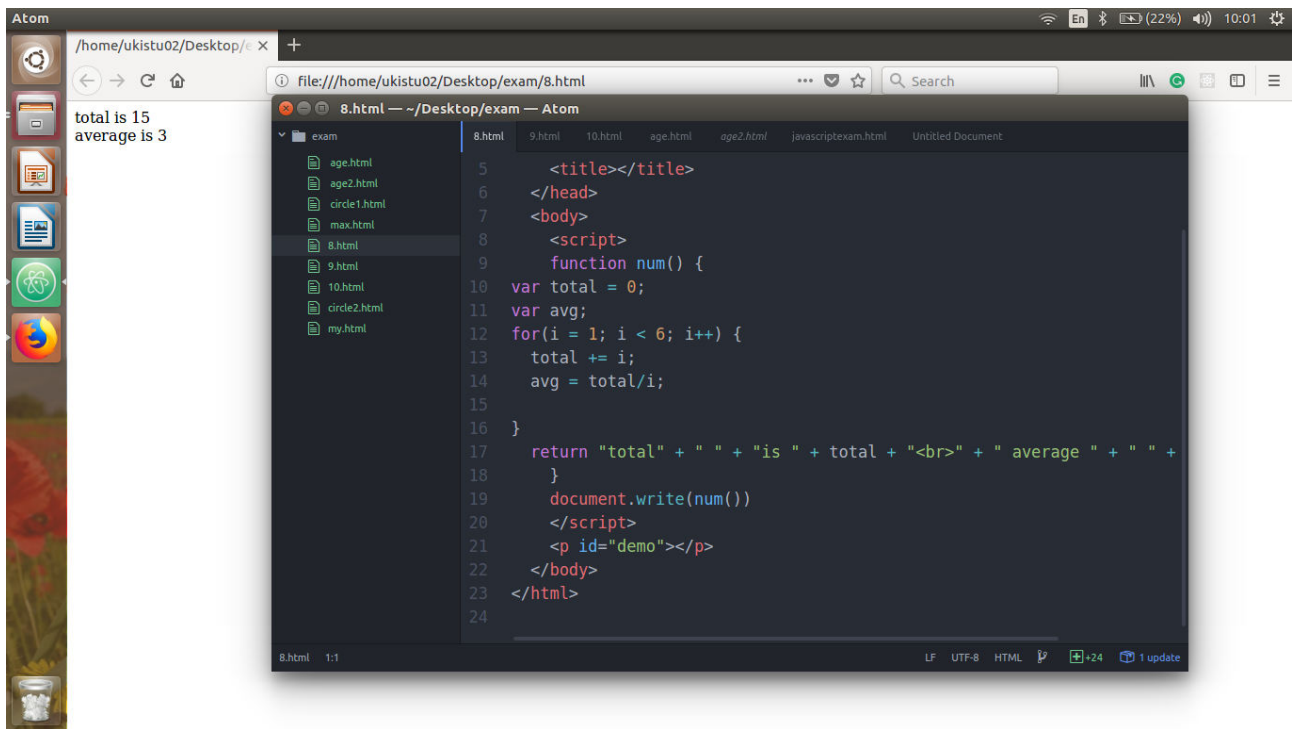 Atom
En
(22%)
10:01
/home/ukistu02/Desktop/e
file:///home/ukistu02/Desktop/exam/8.html
Search
total is 15
average is 3
8.html — ~/Desktop/exam — Atom
exam
age.html
age2.html
circle1.html
max.html
8.html
9.html
10.html
circle2.html
my.html
8.html 9.html 10.html age.html age2.html javascriptexam.html Untitled Document
5 <title></title>
6 </head>
7 <body>
8 <script>
9 function num() {
10 var total = 0;
11 var avg;
12 for(i = 1; i < 6; i++) {
13 total += i;
14 avg = total/i;
15
16 }
17 return "total" + " " + "is " + total + "<br>" + " average " + " " +
18 }
19 document.write(num())
20 </script>
21 <p id="demo"></p>
22 </body>
23 </html>
24
8.html 1:1 LF UTF-8 HTML +24 1 update